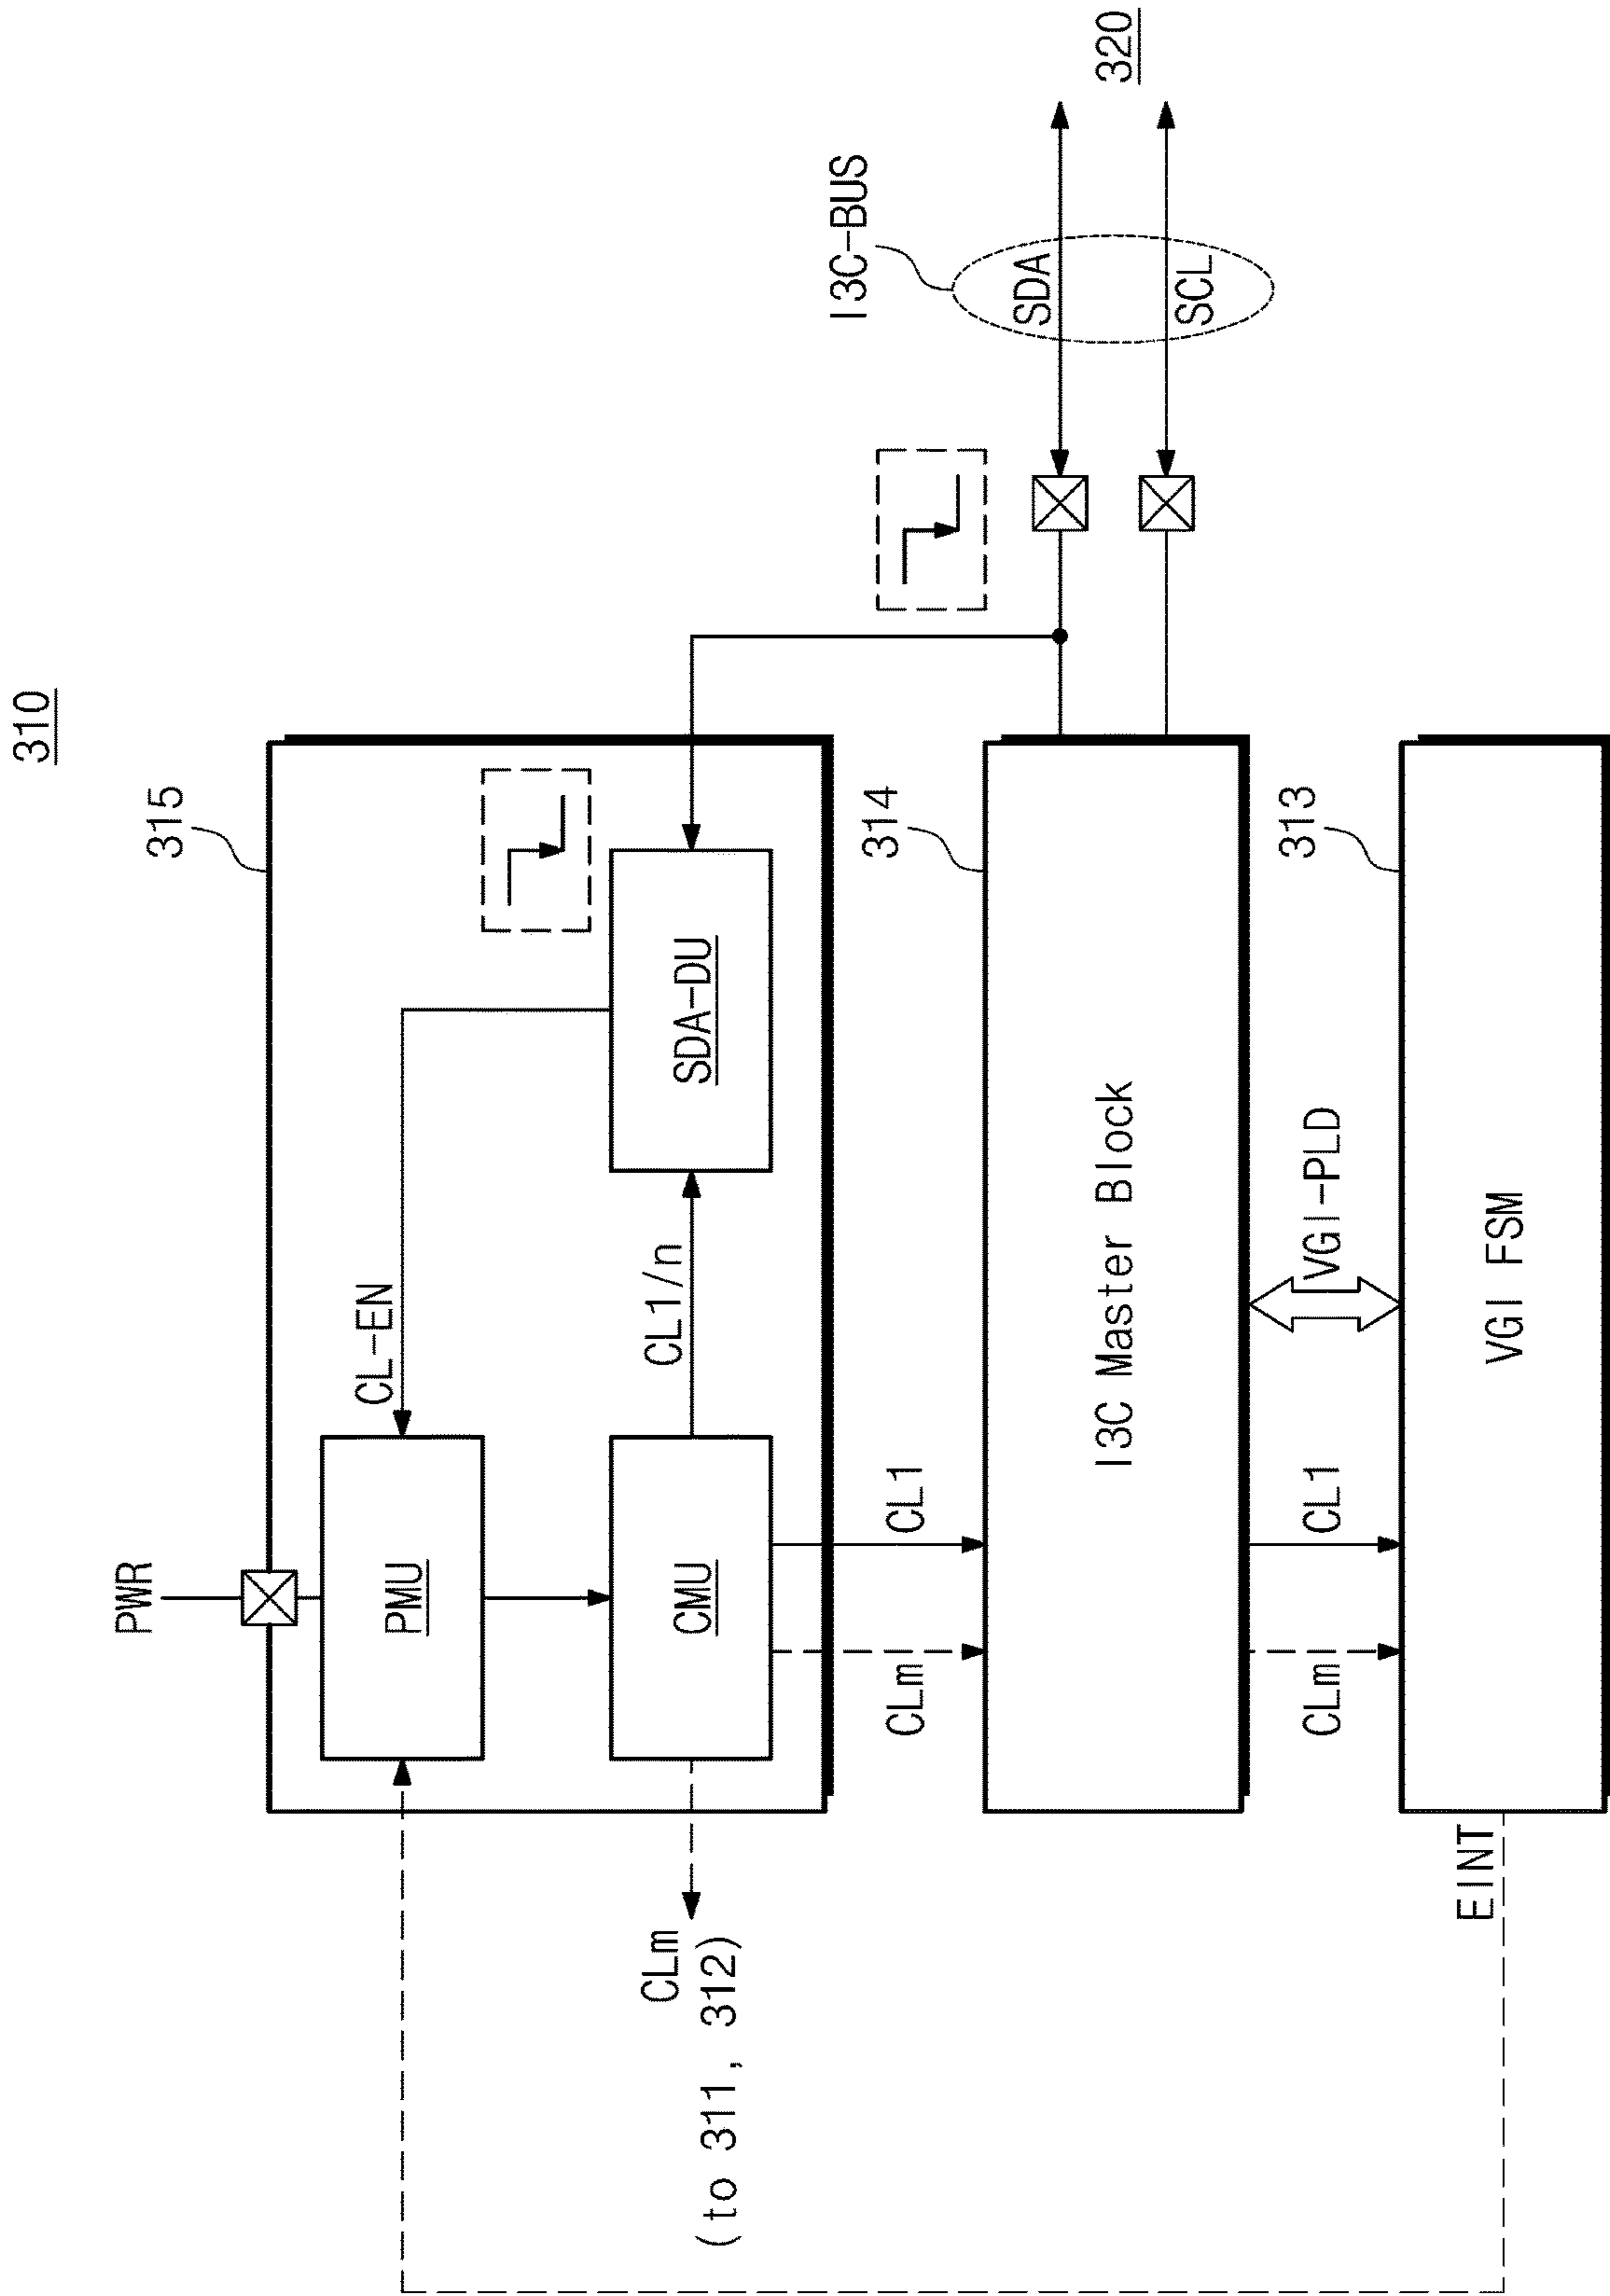 310
315
PWR
PMU
CL-EN
SDA-DU
CMU
CL1/n
CLm
(to 311, 312)
CLm
CL1
314
I3C Master Block
I3C-BUS
SDA
SCL
320
CLm
CL1
VGI-PLD
313
VGI FSM
EINT